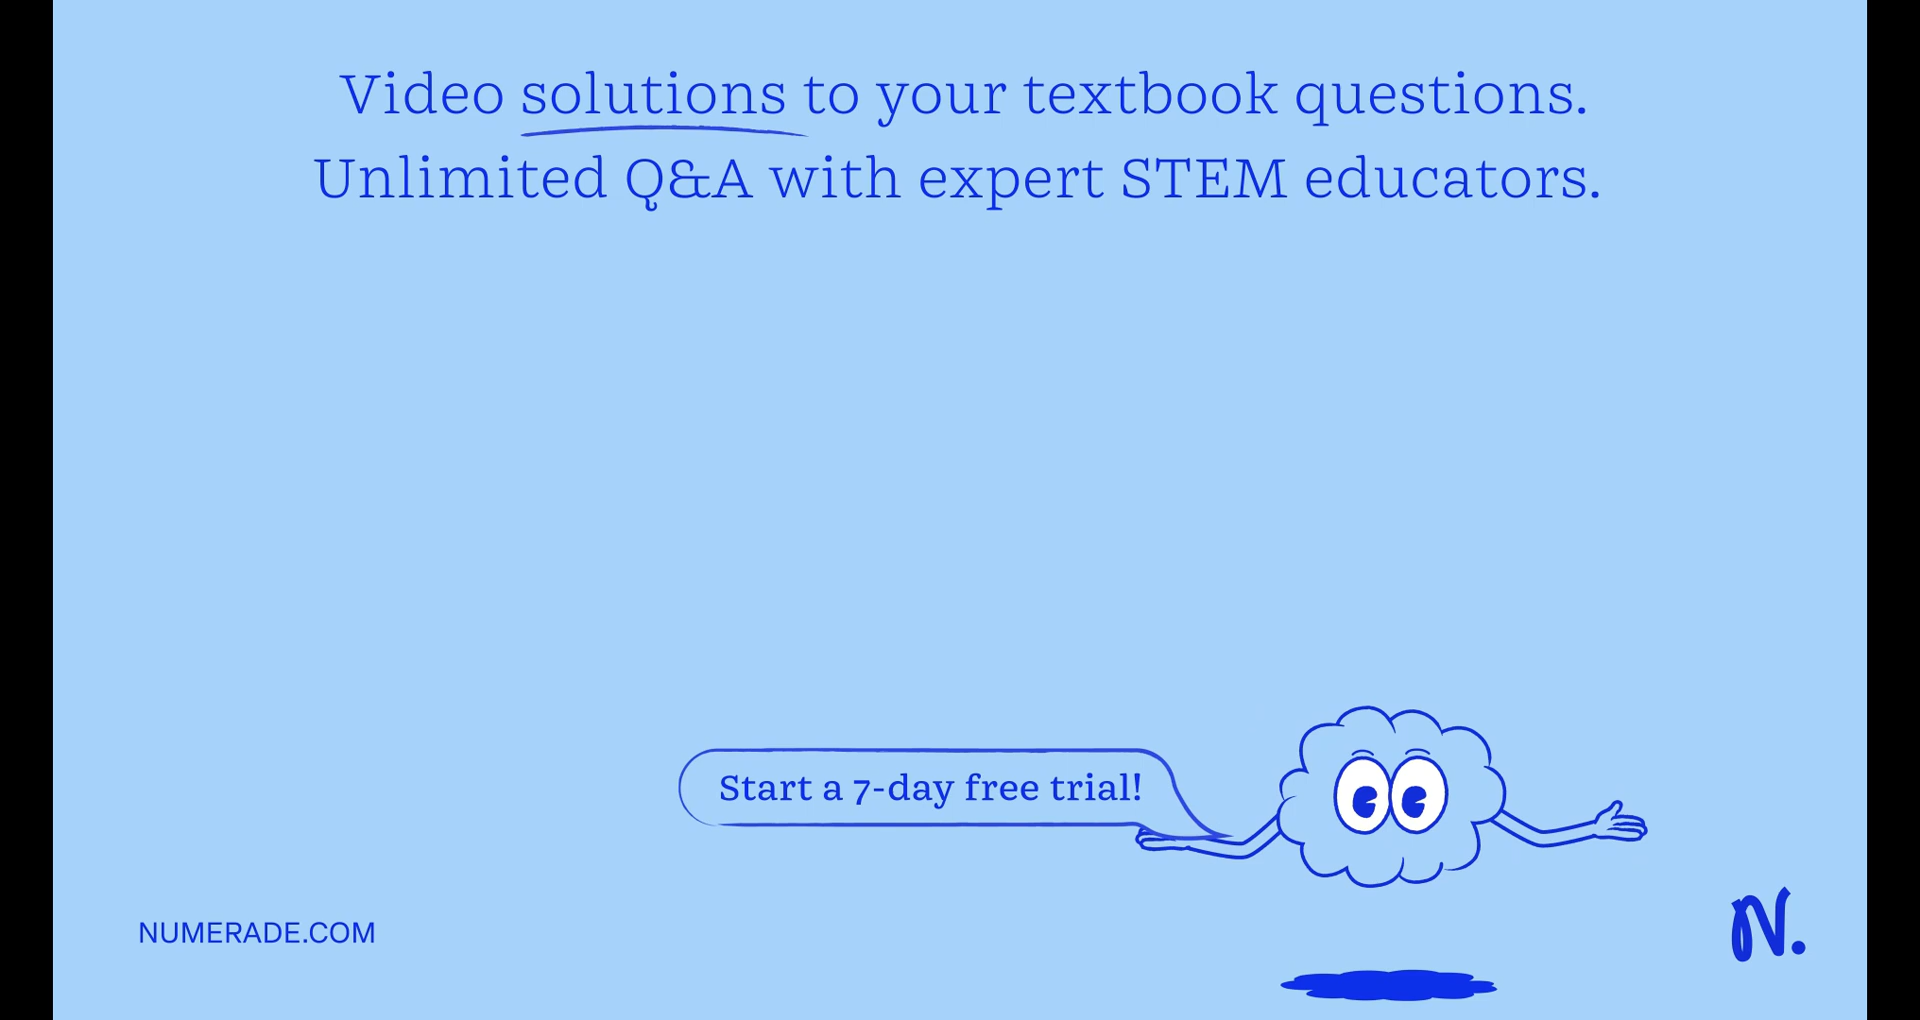 Video solutions to your textbook questions.
Unlimited Q&A with expert STEM educators.
Start a 7-day free trial!
NUMERADE.COM
N.